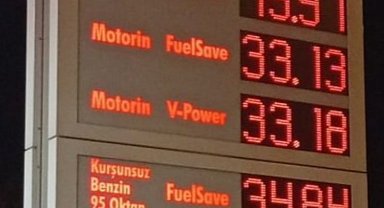 Motorin FuelSave 33.13
Motorin V-Power 33.18
Kurşunsuz
Benzin FuelSave
95 Oktan